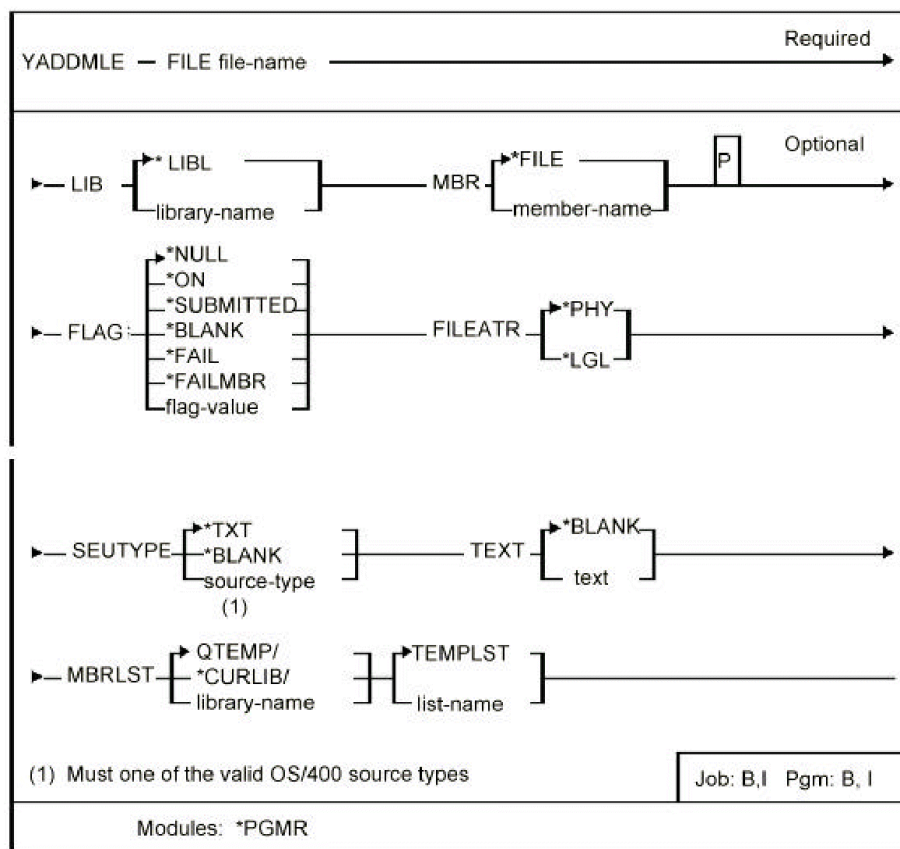 Required
YADDMLE — FILE file-name
Optional
P
LIB
* LIBL
library-name
MBR
*FILE
member-name
FLAG:
*NULL
*ON
*SUBMITTED
*BLANK
*FAIL
*FAILMBR
flag-value
FILEATR
*PHY
*LGL
SEUTYPE
*TXT
*BLANK
source-type
(1)
TEXT
*BLANK
text
MBRLST
QTEMP/
*CURLIB/
library-name
TEMPLST
list-name
(1) Must one of the valid OS/400 source types
Job: B,I Pgm: B, I
Modules: *PGMR